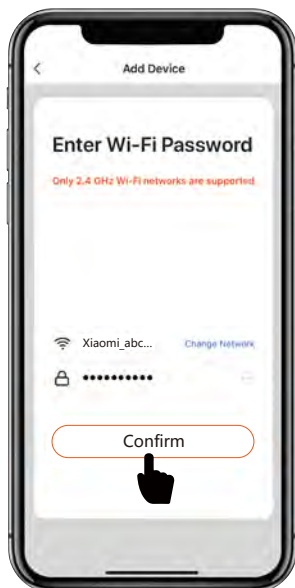 Add Device
Enter Wi-Fi Password
Only 2.4 GHz Wi-Fi networks are supported
Xiaomi_abc... Change Network
••••••••••
Confirm